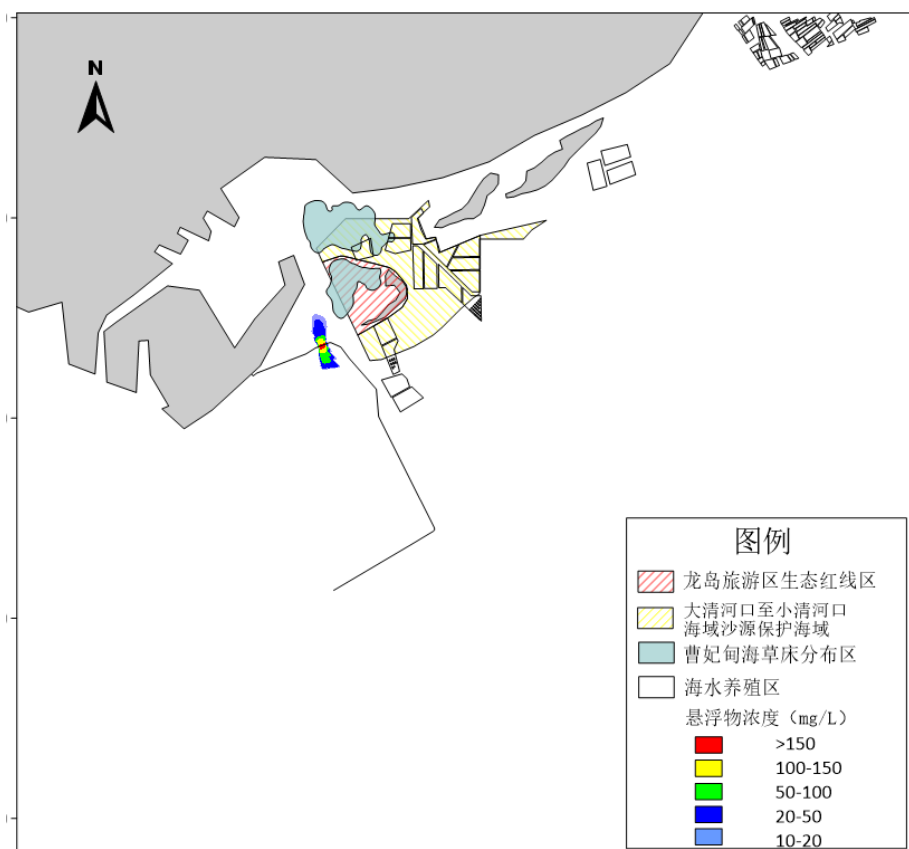 N
图例
龙岛旅游区生态红线区
大清河口至小清河口
海域沙源保护海域
曹妃甸海草床分布区
海水养殖区
悬浮物浓度（mg/L）
>150
100-150
50-100
20-50
10-20